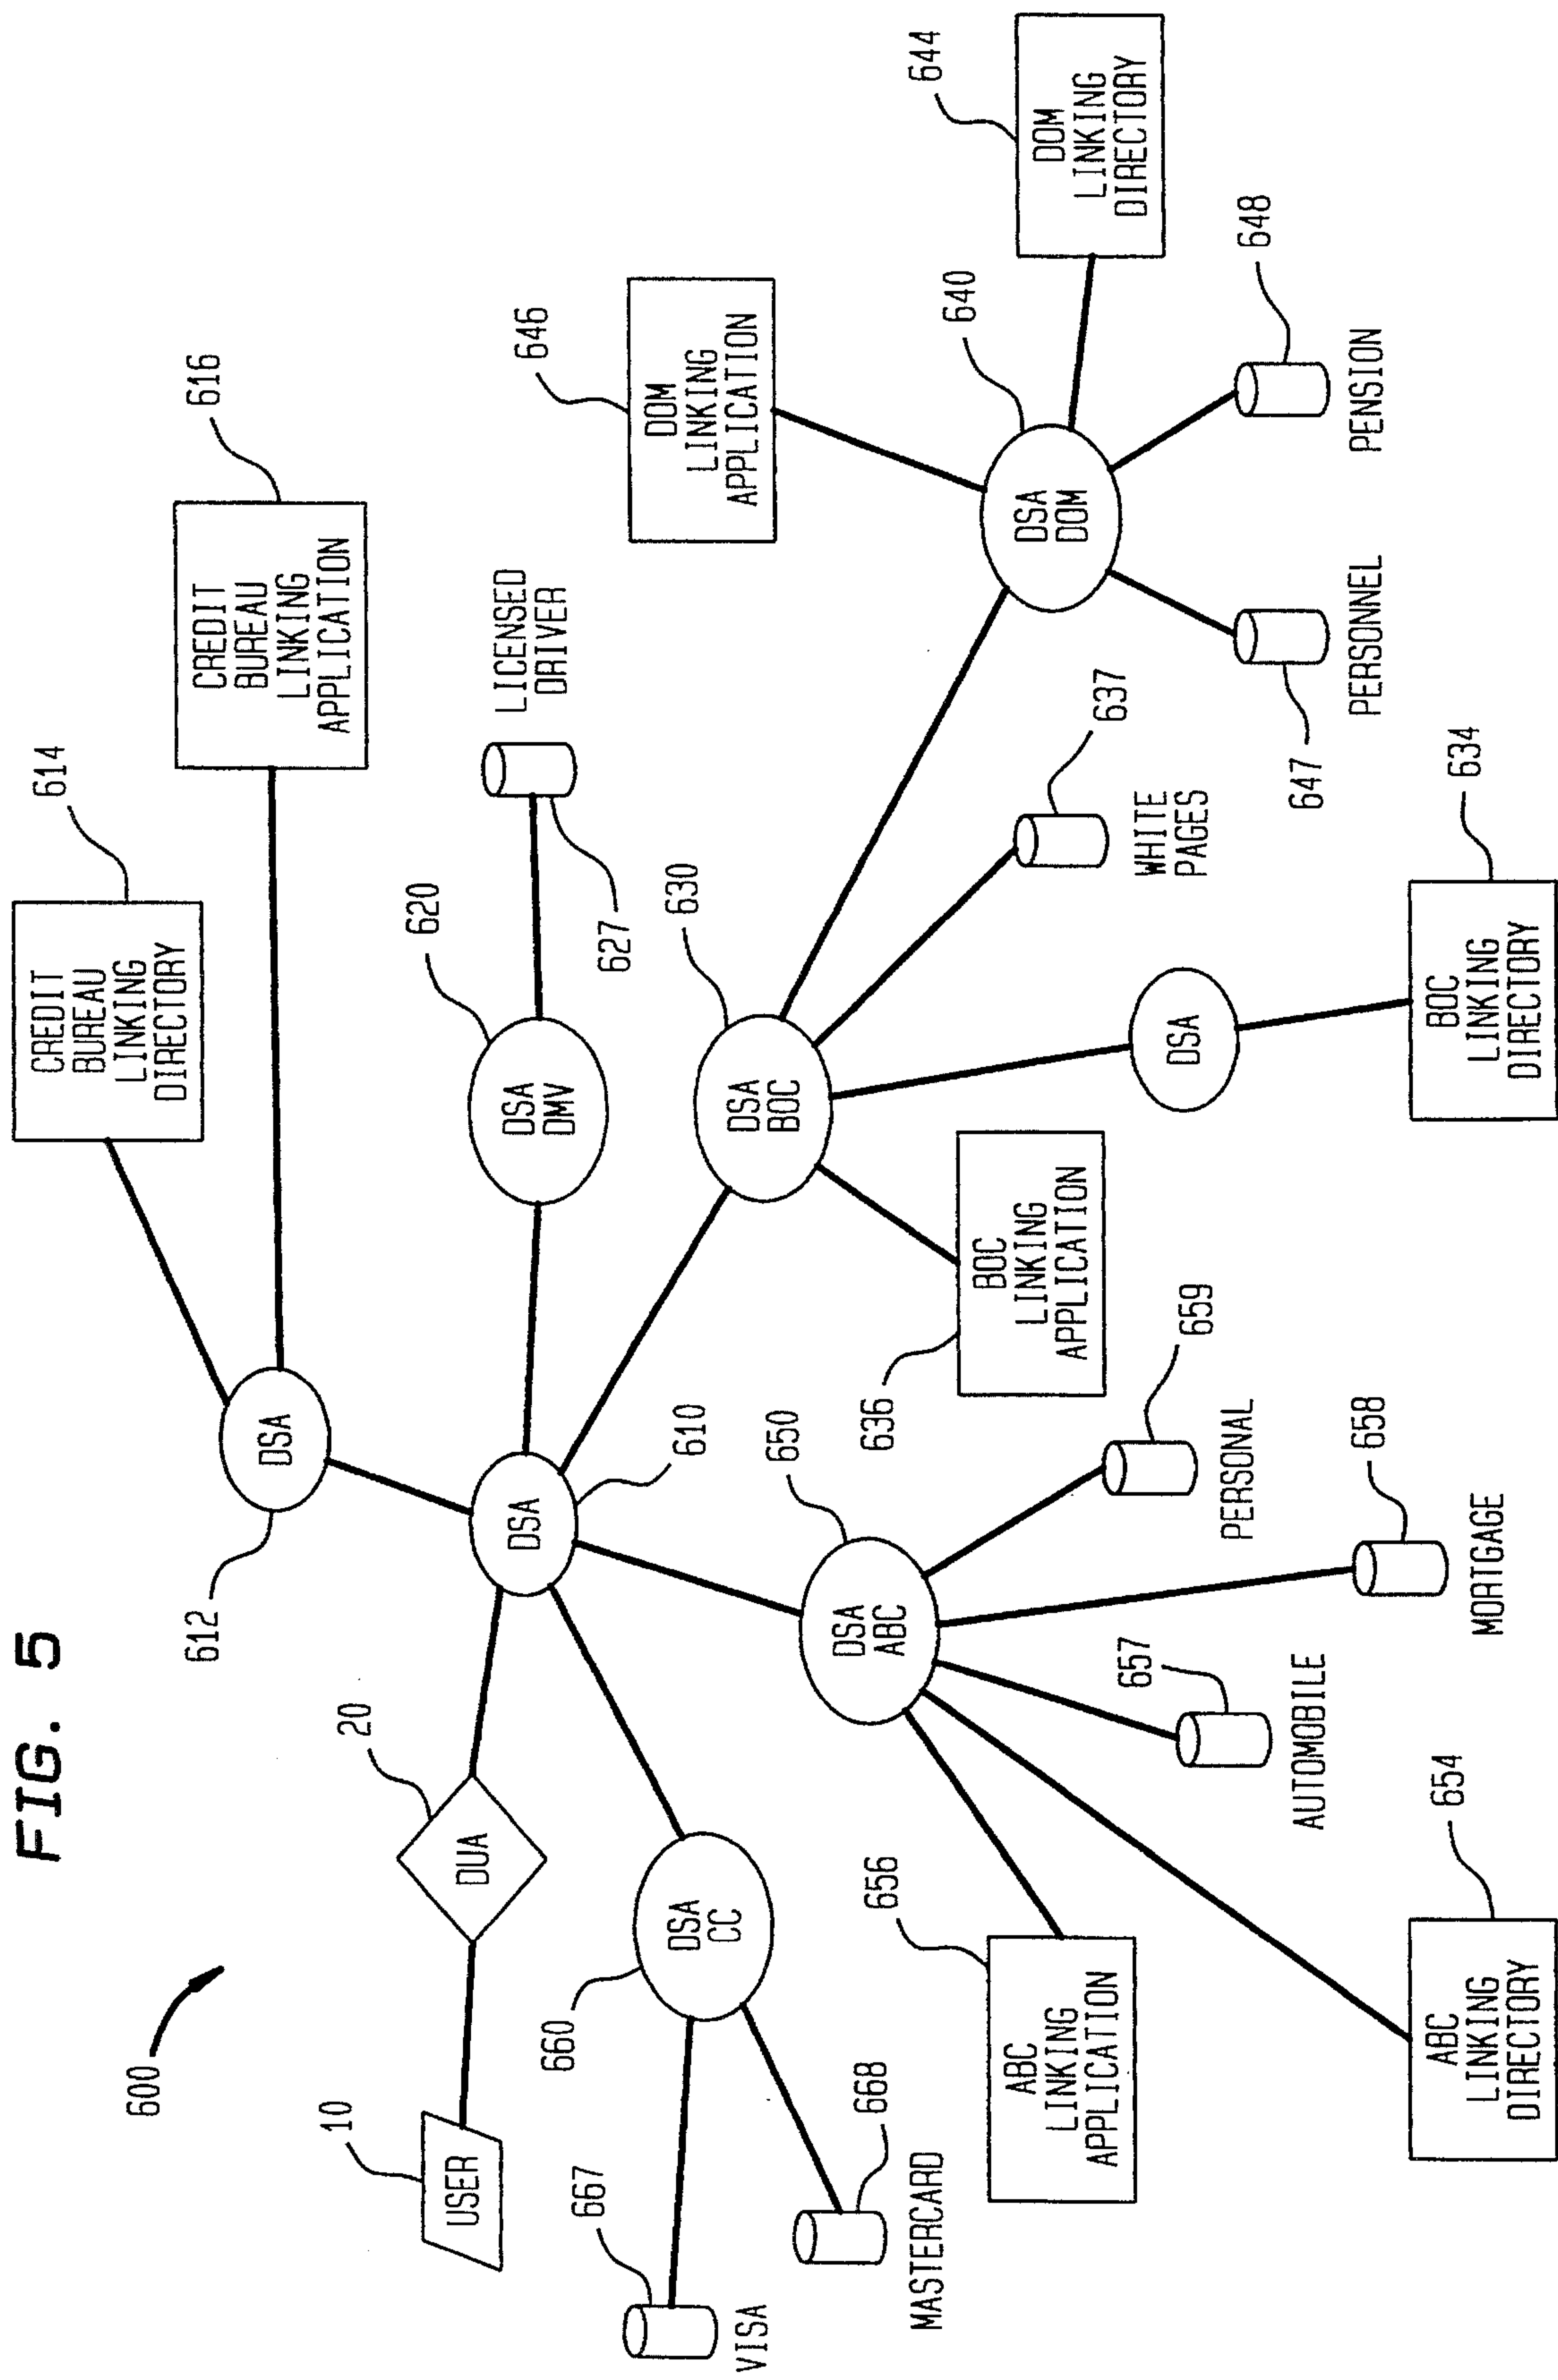 FIG. 5
600
10
USER
20
DUA
612
DSA
614
CREDIT
BUREAU
LINKING
DIRECTORY
616
CREDIT
BUREAU
LINKING
APPLICATION
DSA
610
620
DSA
DMV
627
LICENSED
DRIVER
630
DSA
BOC
636
BOC
LINKING
APPLICATION
637
WHITE
PAGES
DSA
634
BOC
LINKING
DIRECTORY
640
DSA
DOM
646
DOM
LINKING
APPLICATION
644
DOM
LINKING
DIRECTORY
647
PERSONNEL
648
PENSION
650
DSA
ABC
659
PERSONAL
658
MORTGAGE
657
AUTOMOBILE
656
ABC
LINKING
APPLICATION
654
ABC
LINKING
DIRECTORY
660
DSA
CC
667
VISA
668
MASTERCARD